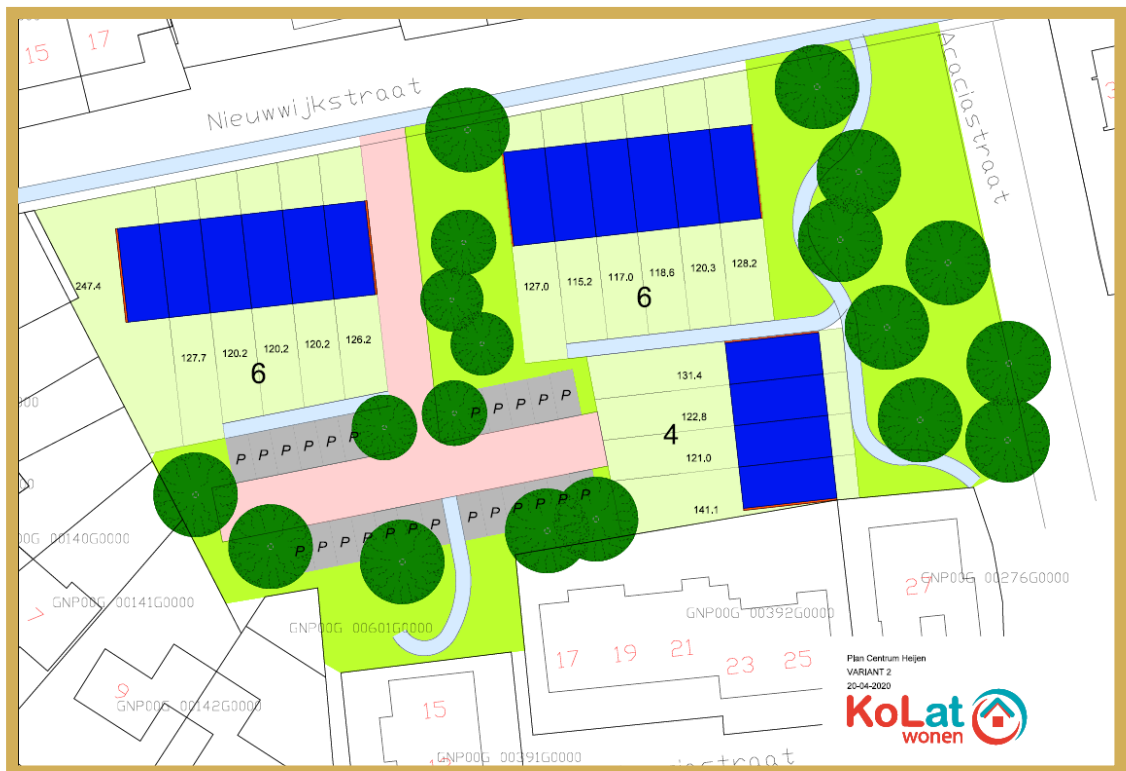 15
17
Nieuwwijkstraat
Acaciastraat
247.4
127.7
120.2
120.2
120.2
126.2
6
127.0
115.2
117.0
118.6
120.3
128.2
6
131.4
122.8
121.0
141.1
4
P P P P P P
P P P P P
P P P P P P P
P P P P P P
GNP00G 00141G0000
GNP00G 00601G0000
GNP00G 00142G0000
GNP00G 00392G0000
GNP00G 00276G0000
GNP00G 00391G0000
00G 00140G0000
7
9
15
17
19
21
23
25
27
Plan Centrum Heijen
VARIANT 2
20-04-2020
KoLat
wonen